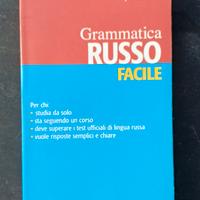 Grammatica
RUSSO
FACILE
Per chi:
• studia da solo
• sta seguendo un corso
• deve superare i test ufficiali di lingua russa
• vuole risposte semplici e chiare